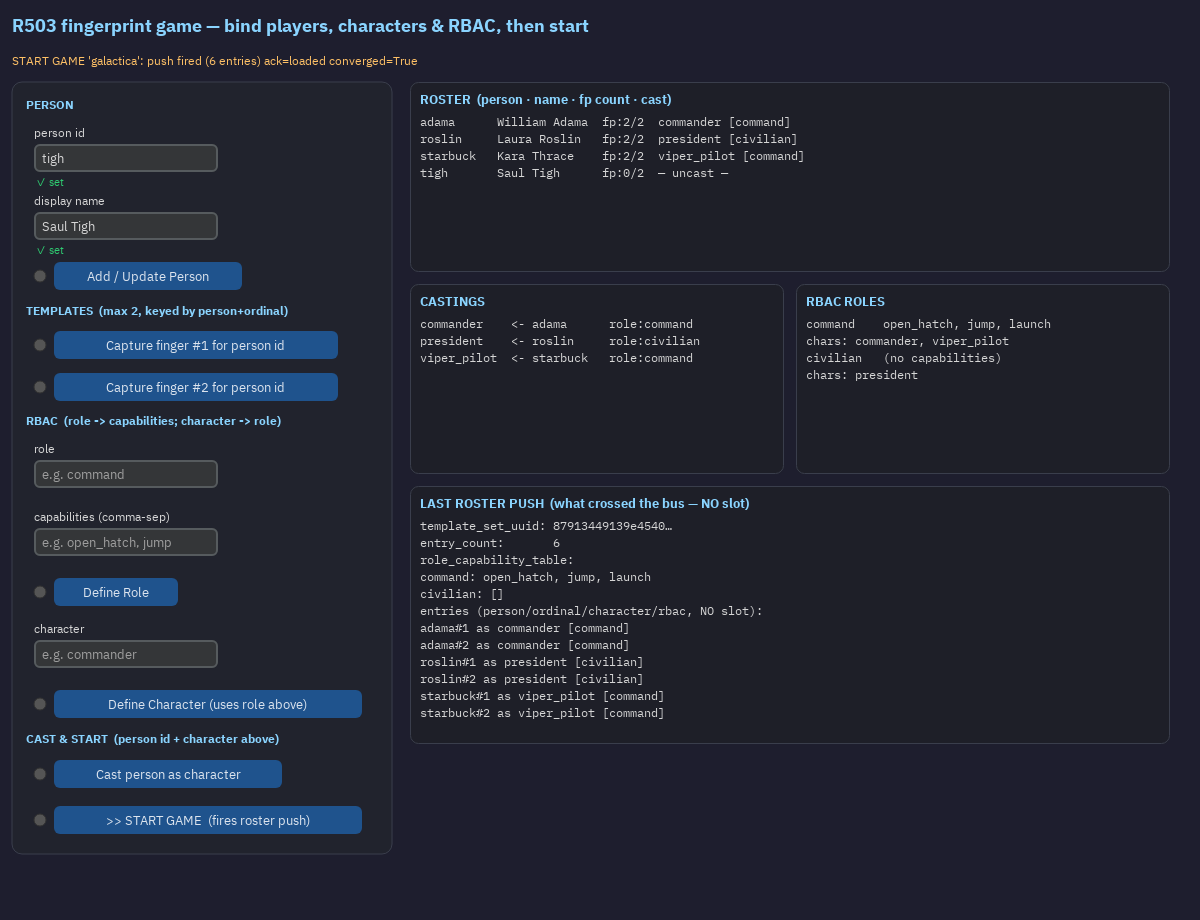 R503 fingerprint game — bind players, characters & RBAC, then start
START GAME 'galactica': push fired (6 entries) ack=loaded converged=True
PERSON
person id
tigh
✓ set
display name
Saul Tigh
✓ set
Add / Update Person
TEMPLATES (max 2, keyed by person+ordinal)
Capture finger #1 for person id
Capture finger #2 for person id
RBAC (role -> capabilities; character -> role)
role
e.g. command
capabilities (comma-sep)
e.g. open_hatch, jump
Define Role
character
e.g. commander
Define Character (uses role above)
CAST & START (person id + character above)
Cast person as character
>> START GAME (fires roster push)
ROSTER (person · name · fp count · cast)
adama William Adama fp:2/2 commander [command]
roslin Laura Roslin fp:2/2 president [civilian]
starbuck Kara Thrace fp:2/2 viper_pilot [command]
tigh Saul Tigh fp:0/2 — uncast —
CASTINGS
commander <- adama role:command
president <- roslin role:civilian
viper_pilot <- starbuck role:command
RBAC ROLES
command open_hatch, jump, launch
chars: commander, viper_pilot
civilian (no capabilities)
chars: president
LAST ROSTER PUSH (what crossed the bus — NO slot)
template_set_uuid: 87913449139e4540…
entry_count: 6
role_capability_table:
command: open_hatch, jump, launch
civilian: []
entries (person/ordinal/character/rbac, NO slot):
adama#1 as commander [command]
adama#2 as commander [command]
roslin#1 as president [civilian]
roslin#2 as president [civilian]
starbuck#1 as viper_pilot [command]
starbuck#2 as viper_pilot [command]